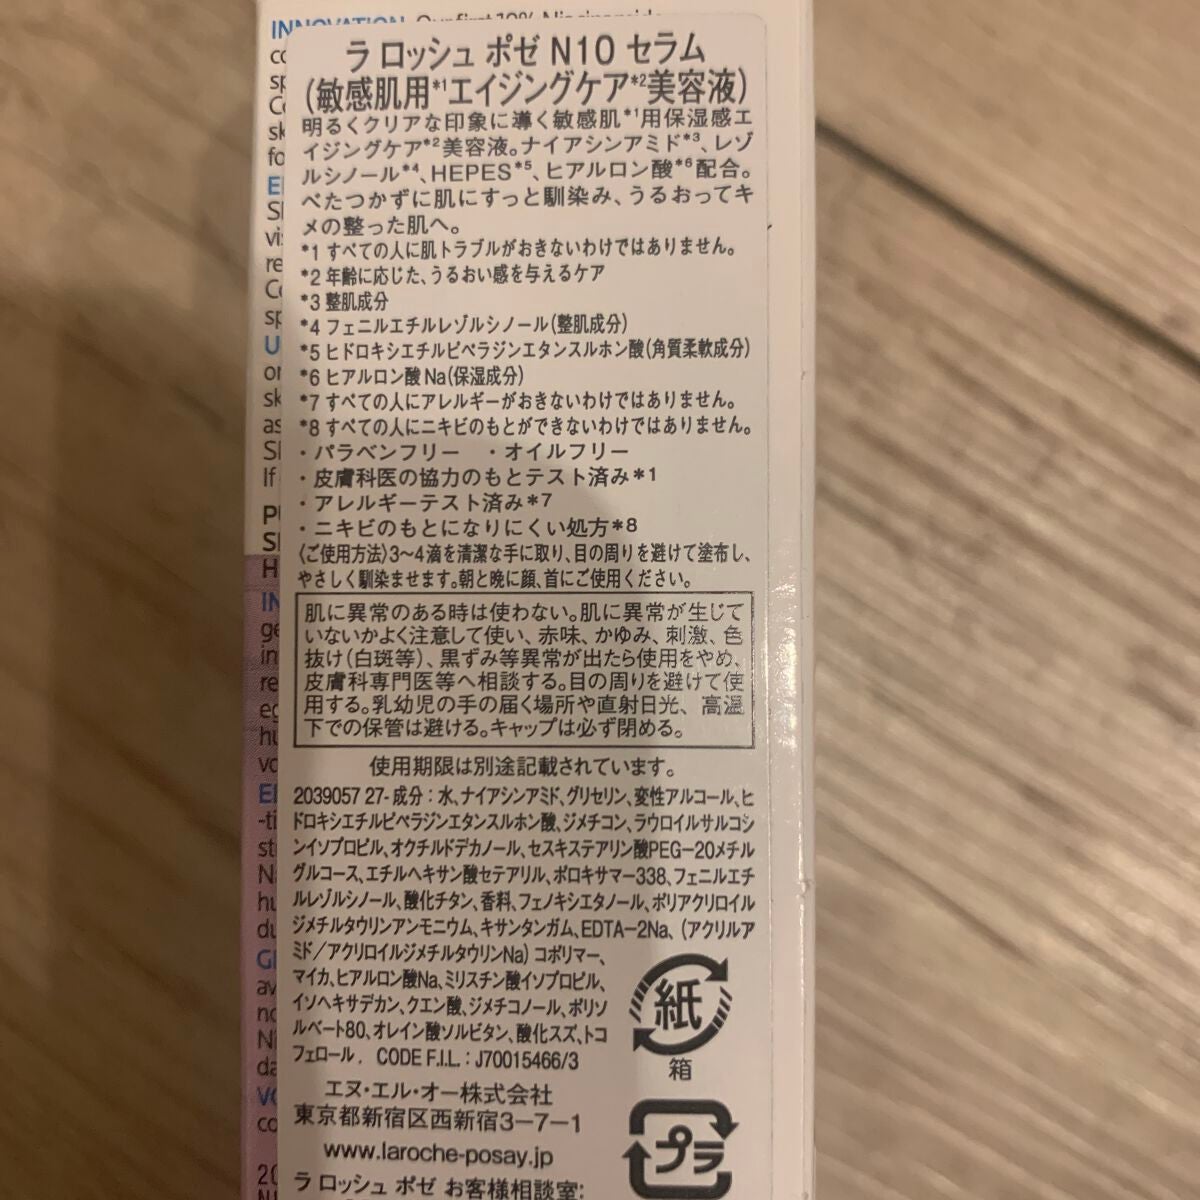 INNOVATION
ラ ロッシュ ポゼ N10 セラム
(敏感肌用*1エイジングケア*2美容液)
明るくクリアな印象に導く敏感肌*1用保湿感エ
イジングケア*2美容液。ナイアシンアミド*3、レゾ
ルシノール*4、HEPES*5、ヒアルロン酸*6配合。
べたつかずに肌にすっと馴染み、うるおってキ
メの整った肌へ。
*1 すべての人に肌トラブルがおきないわけではありません。
*2 年齢に応じた、うるおい感を与えるケア
*3 整肌成分
*4 フェニルエチルレゾルシノール(整肌成分)
*5 ヒドロキシエチルピペラジンエタンスルホン酸(角質柔軟成分)
*6 ヒアルロン酸 Na(保湿成分)
*7 すべての人にアレルギーがおきないわけではありません。
*8 すべての人にニキビのもとができないわけではありません。
・パラベンフリー ・オイルフリー
・皮膚科医の協力のもとテスト済み*1
・アレルギーテスト済み*7
・ニキビのもとになりにくい処方*8
〈ご使用方法〉3〜4滴を清潔な手に取り、目の周りを避けて塗布し、
やさしく馴染ませます。朝と晩に顔、首にご使用ください。
肌に異常のある時は使わない。肌に異常が生じて
いないかよく注意して使い、赤味、かゆみ、刺激、色
抜け(白斑等)、黒ずみ等異常が出たら使用をやめ、
皮膚科専門医等へ相談する。目の周りを避けて使
用する。乳幼児の手の届く場所や直射日光、高温
下での保管は避ける。キャップは必ず閉める。
使用期限は別途記載されています。
2039057 27- 成分：水、ナイアシンアミド、グリセリン、変性アルコール、ヒ
ドロキシエチルピペラジンエタンスルホン酸、ジメチコン、ラウロイルサルコシ
ンイソプロピル、オクチルドデカノール、セスキステアリン酸PEG－20メチル
グルコース、エチルヘキサン酸セテアリル、ポロキサマー338、フェニルエチ
ルレゾルシノール、酸化チタン、香料、フェノキシエタノール、ポリアクリロイル
ジメチルタウリンアンモニウム、キサンタンガム、EDTA－2Na、(アクリルア
ミド／アクリロイルジメチルタウリンNa) コポリマー、
マイカ、ヒアルロン酸Na、ミリスチン酸イソプロピル、
イソヘキサデカン、クエン酸、ジメチコノール、ポリソ
ルベート80、オレイン酸ソルビタン、酸化スズ、トコ
フェロール． CODE F.I.L.：J70015466/3
紙
箱
エヌ・エル・オー株式会社
東京都新宿区西新宿3－7－1
www.laroche-posay.jp
プラ
ラ ロッシュ ポゼ お客様相談室: